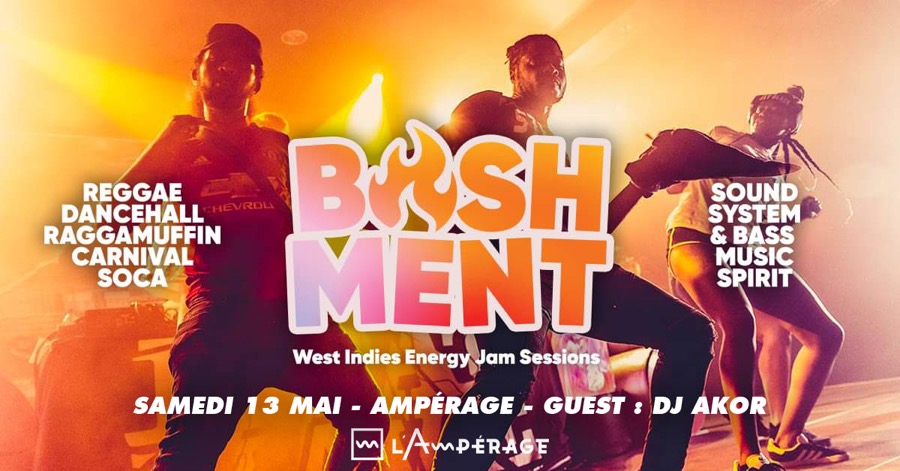 REGGAE
DANCEHALL
RAGGAMUFFIN
CARNIVAL
SOCA
CHEVROLE
BASH
MENT
SOUND
SYSTEM
& BASS
MUSIC
SPIRIT
West Indies Energy Jam Sessions
SAMEDI 13 MAI - AMPÉRAGE - GUEST : DJ AKOR
L'AMPÉRAGE